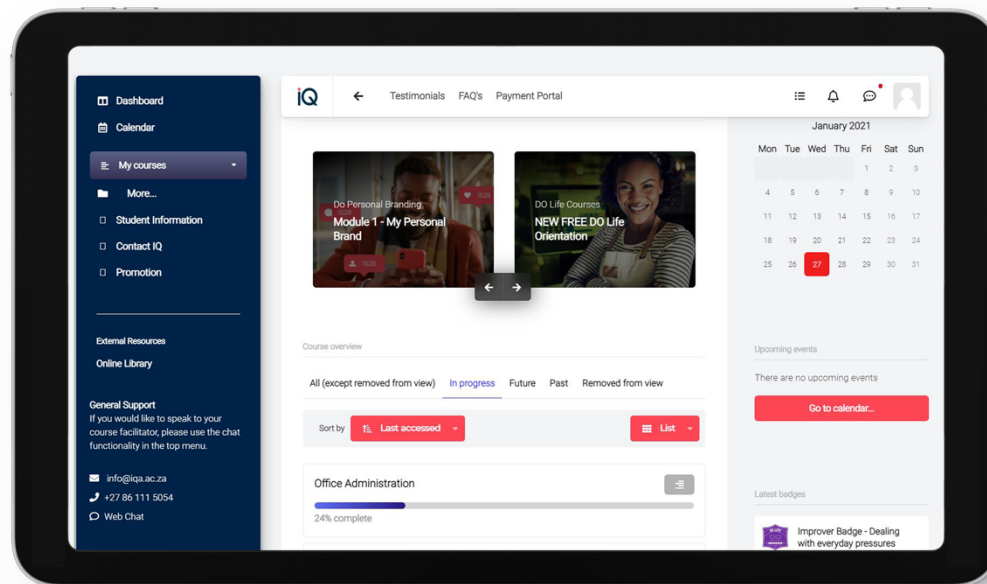 Dashboard
Calendar
My courses
More...
Student Information
Contact IQ
Promotion
External Resources
Online Library
General Support
If you would like to speak to your
course facilitator, please use the chat
functionality in the top menu.
info@iqa.ac.za
+27 86 111 5054
Web Chat
iQ
Testimonials FAQ's Payment Portal
Do Personal Branding
Module 1 - My Personal
Brand
1528
1528
1528
DO Life Courses
NEW FREE DO Life
Orientation
Course overview
All (except removed from view) In progress Future Past Removed from view
Sort by Last accessed List
Office Administration
24% complete
January 2021
Mon Tue Wed Thu Fri Sat Sun
1 2 3
4 5 6 7 8 9 10
11 12 13 14 15 16 17
18 19 20 21 22 23 24
25 26 27 28 29 30 31
Upcoming events
There are no upcoming events
Go to calendar...
Latest badges
Improver Badge - Dealing
with everyday pressures